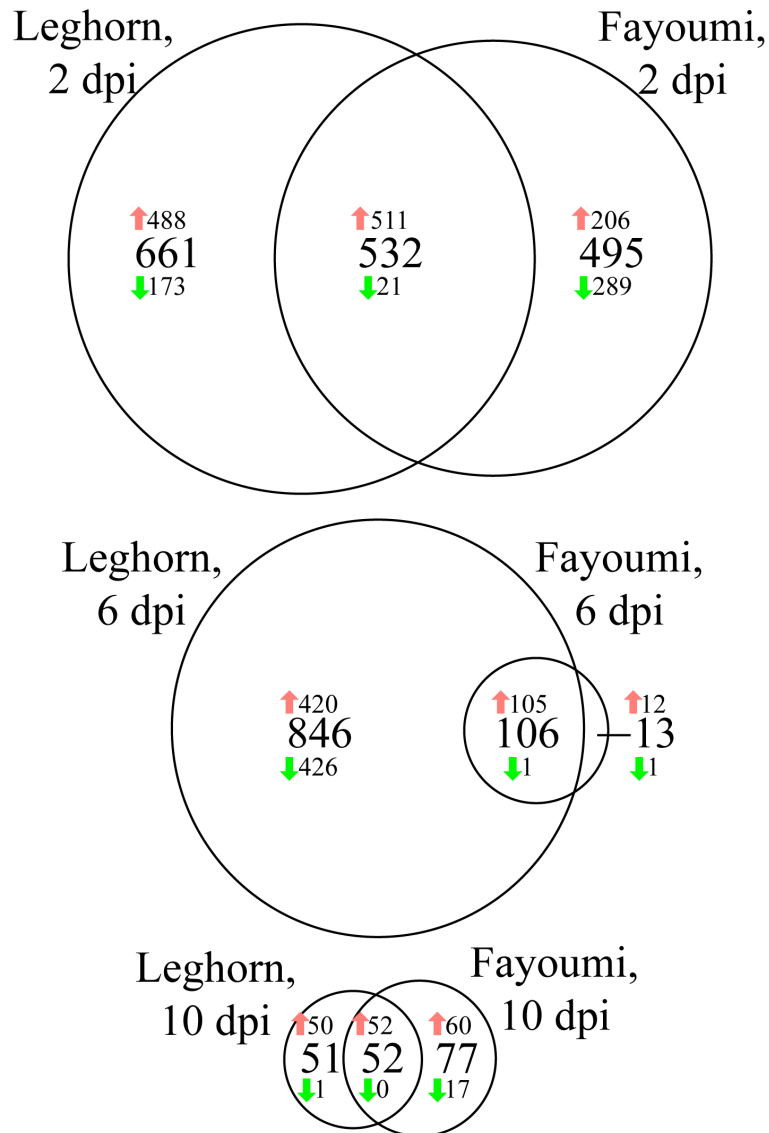 Leghorn,
2 dpi
Fayoumi,
2 dpi
488
661
173
511
532
21
206
495
289
Leghorn,
6 dpi
Fayoumi,
6 dpi
420
846
426
105
106
1
12
13
1
Leghorn,
10 dpi
Fayoumi,
10 dpi
50
51
1
52
52
0
60
77
17